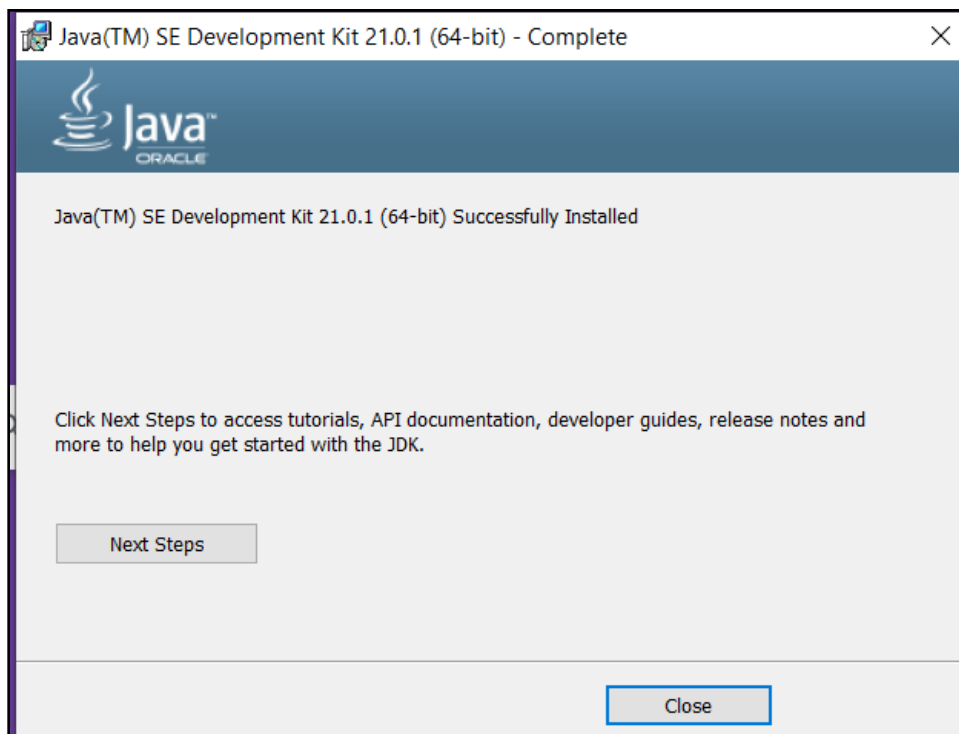 Java(TM) SE Development Kit 21.0.1 (64-bit) - Complete
Java™
ORACLE
Java(TM) SE Development Kit 21.0.1 (64-bit) Successfully Installed
Click Next Steps to access tutorials, API documentation, developer guides, release notes and
more to help you get started with the JDK.
Next Steps
Close